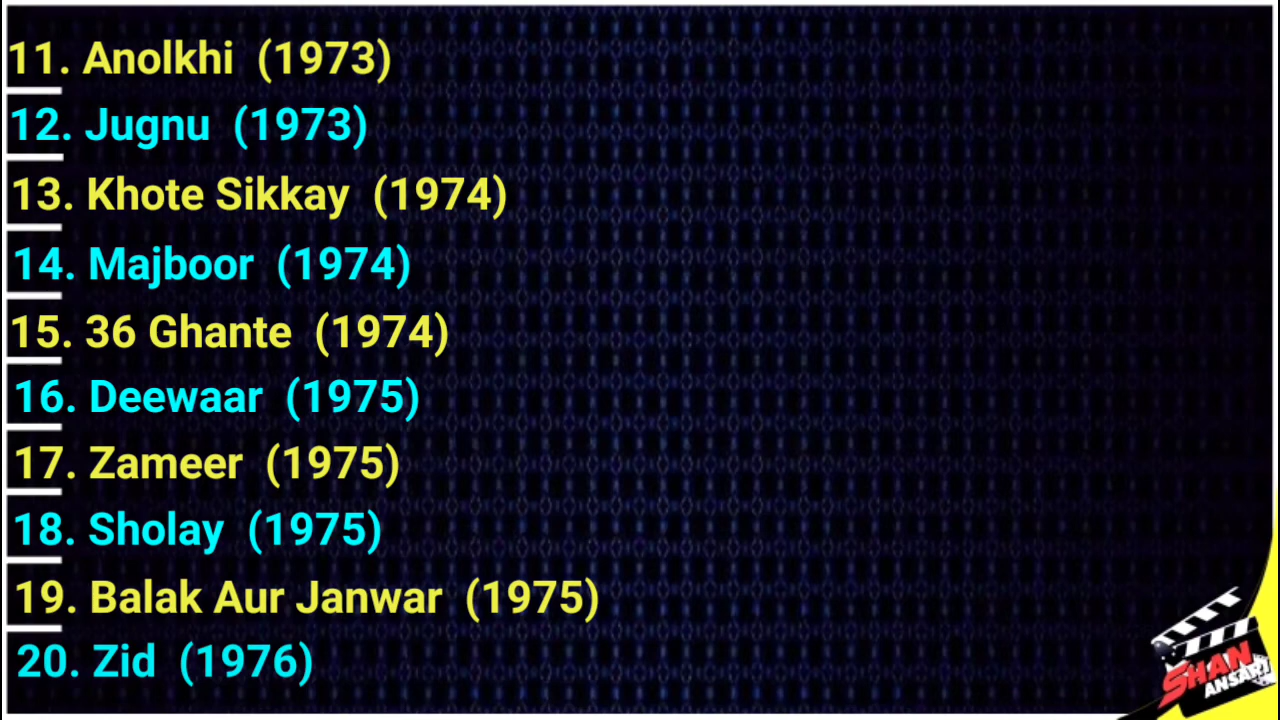 11. Anolkhi (1973)
12. Jugnu (1973)
13. Khote Sikkay (1974)
14. Majboor (1974)
15. 36 Ghante (1974)
16. Deewaar (1975)
17. Zameer (1975)
18. Sholay (1975)
19. Balak Aur Janwar (1975)
20. Zid (1976)
SHAN
ANSARI